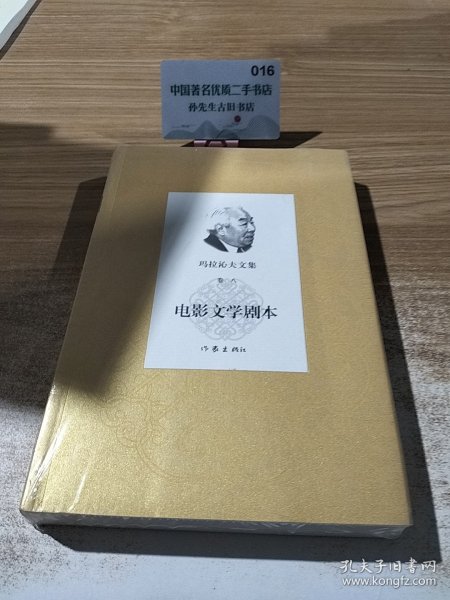 016
中国著名优质二手书店
孙先生古旧书店
玛拉沁夫文集
卷 八
电影文学剧本
作家出版社
孔夫子旧书网
www.kongfz.com